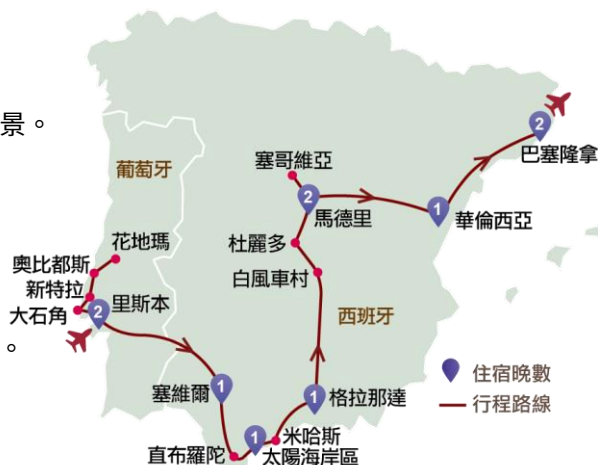 景。
葡萄牙
花地瑪
奧比都斯
新特拉
大石角
2
里斯本
。
塞哥維亞
2
馬德里
杜麗多
白風車村
西班牙
2
巴塞隆拿
1
華倫西亞
1
塞維爾
1
格拉那達
米哈斯
1
直布羅陀
太陽海岸區
住宿晚數
行程路線